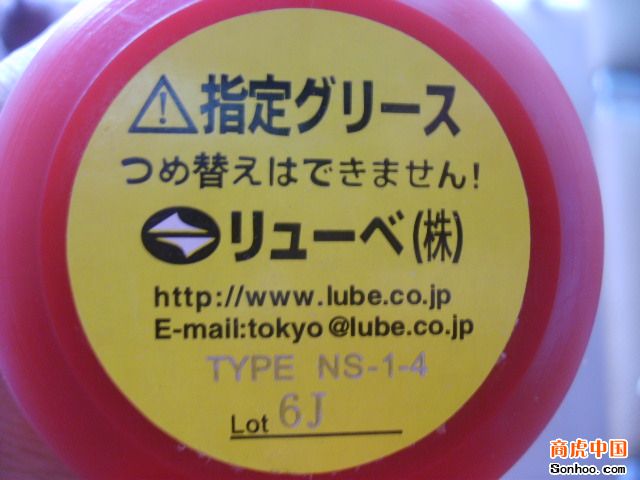 ⚠指定グリース
つめ替えはできません!
リューベ(株)
http://www.lube.co.jp
E-mail:tokyo@lube.co.jp
TYPE NS-1-4
Lot 6J
商虎中国
Sonhoo.com